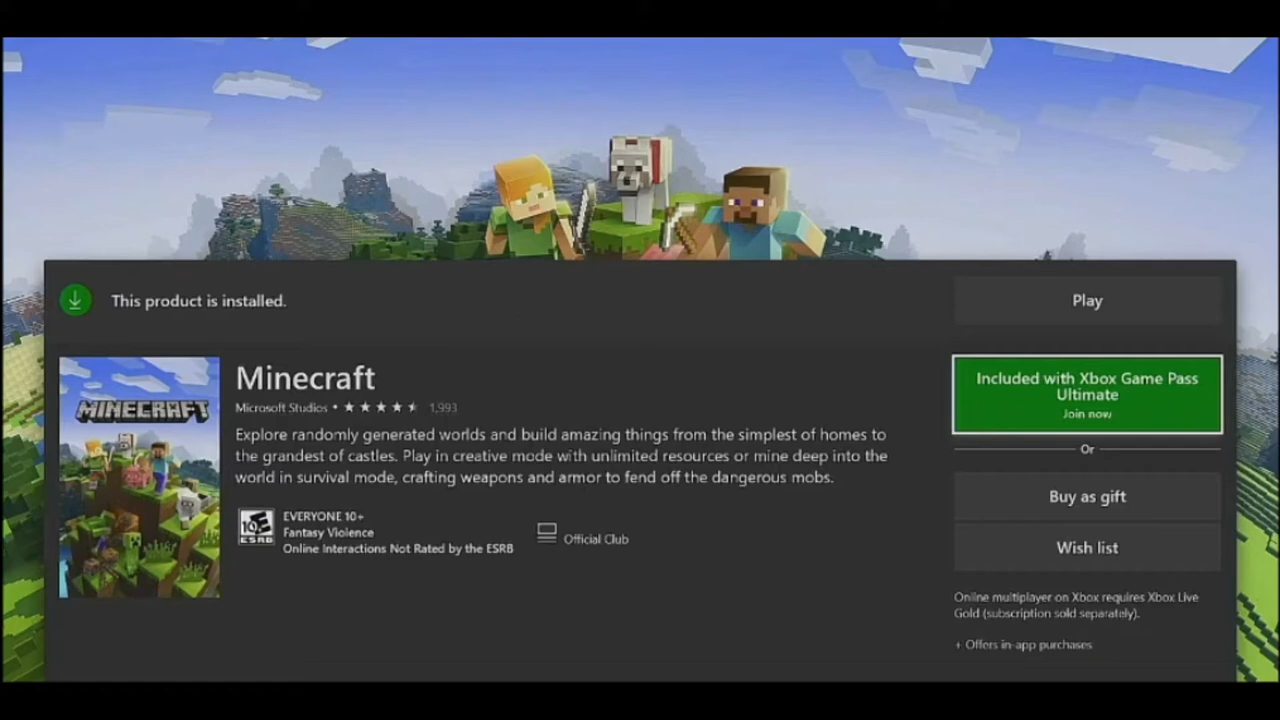 This product is installed.
Play
MINECRAFT
Minecraft
Microsoft Studios • ★★★★⯨ 1,993
Explore randomly generated worlds and build amazing things from the simplest of homes to
the grandest of castles. Play in creative mode with unlimited resources or mine deep into the
world in survival mode, crafting weapons and armor to fend off the dangerous mobs.
10+
ESRB
EVERYONE 10+
Fantasy Violence
Online Interactions Not Rated by the ESRB
Official Club
Included with Xbox Game Pass
Ultimate
Join now
Or
Buy as gift
Wish list
Online multiplayer on Xbox requires Xbox Live
Gold (subscription sold separately).
+ Offers in-app purchases